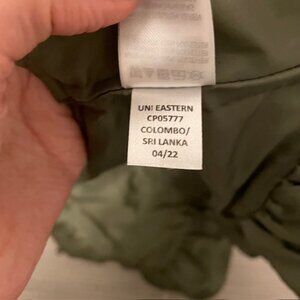 UNI EASTERN
CP05777
COLOMBO/
SRI LANKA
04/22